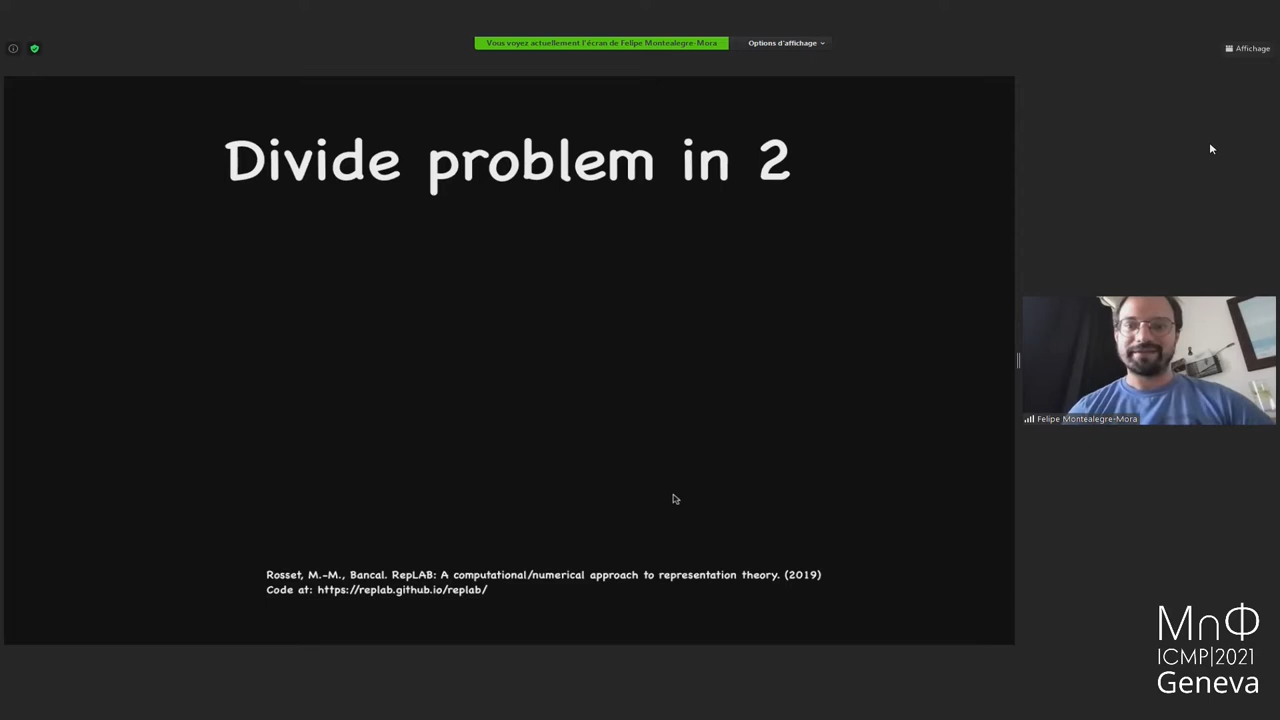 Vous voyez actuellement l'écran de Felipe Montealegre-Mora
Options d'affichage
Affichage
Divide problem in 2
Felipe Montealegre-Mora
Rosset, M.-M., Bancal. RepLAB: A computational/numerical approach to representation theory. (2019)
Code at: https://replab.github.io/replab/
M∩Φ
ICMP|2021
Geneva